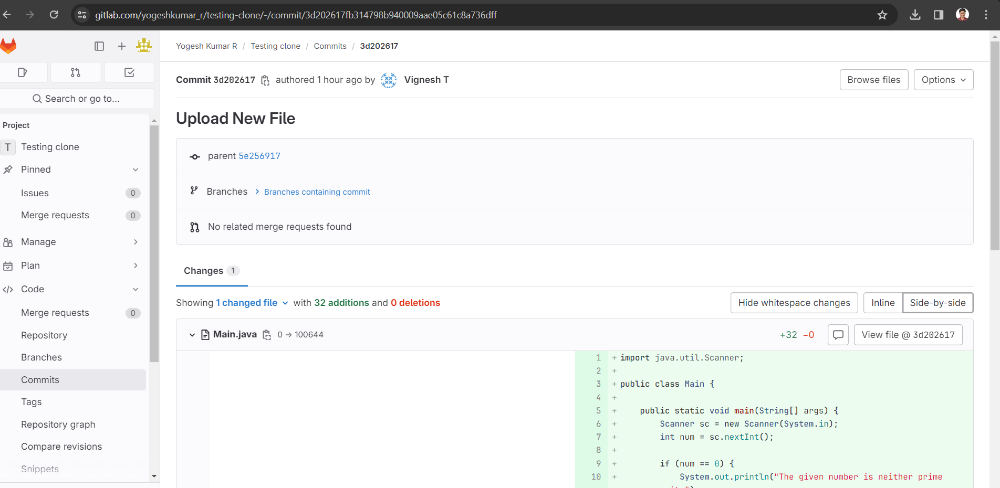 gitlab.com/yogeshkumar_r/testing-clone/-/commit/3d202617fb314798b940009aae05c61c8a736dff
Search or go to...
Project
T Testing clone
Pinned
Issues 0
Merge requests 0
Manage
Plan
Code
Merge requests 0
Repository
Branches
Commits
Tags
Repository graph
Compare revisions
Snippets
Yogesh Kumar R / Testing clone / Commits / 3d202617
Commit 3d202617 authored 1 hour ago by Vignesh T
Browse files
Options
Upload New File
parent 5e256917
Branches > Branches containing commit
No related merge requests found
Changes 1
Showing 1 changed file with 32 additions and 0 deletions
Hide whitespace changes
Inline Side-by-side
Main.java 0 → 100644
+32 −0
View file @ 3d202617
1 + import java.util.Scanner;
2 +
3 + public class Main {
4 +
5 + public static void main(String[] args) {
6 + Scanner sc = new Scanner(System.in);
7 + int num = sc.nextInt();
8 +
9 + if (num == 0) {
10 + System.out.println("The given number is neither prime